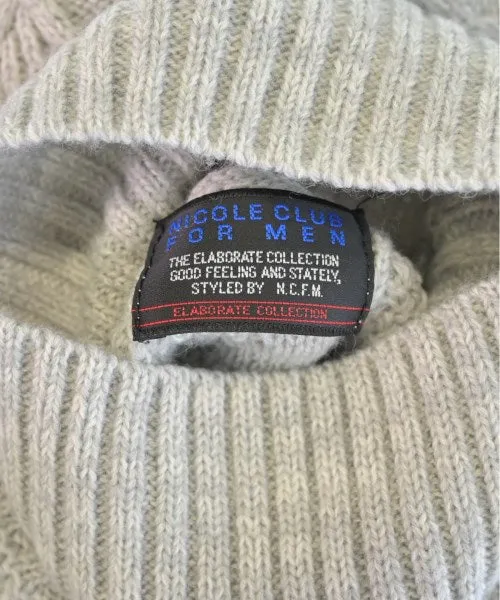 NICOLE CLUB
FOR MEN
THE ELABORATE COLLECTION
GOOD FEELING AND STATELY,
STYLED BY N.C.F.M.
ELABORATE COLLECTION